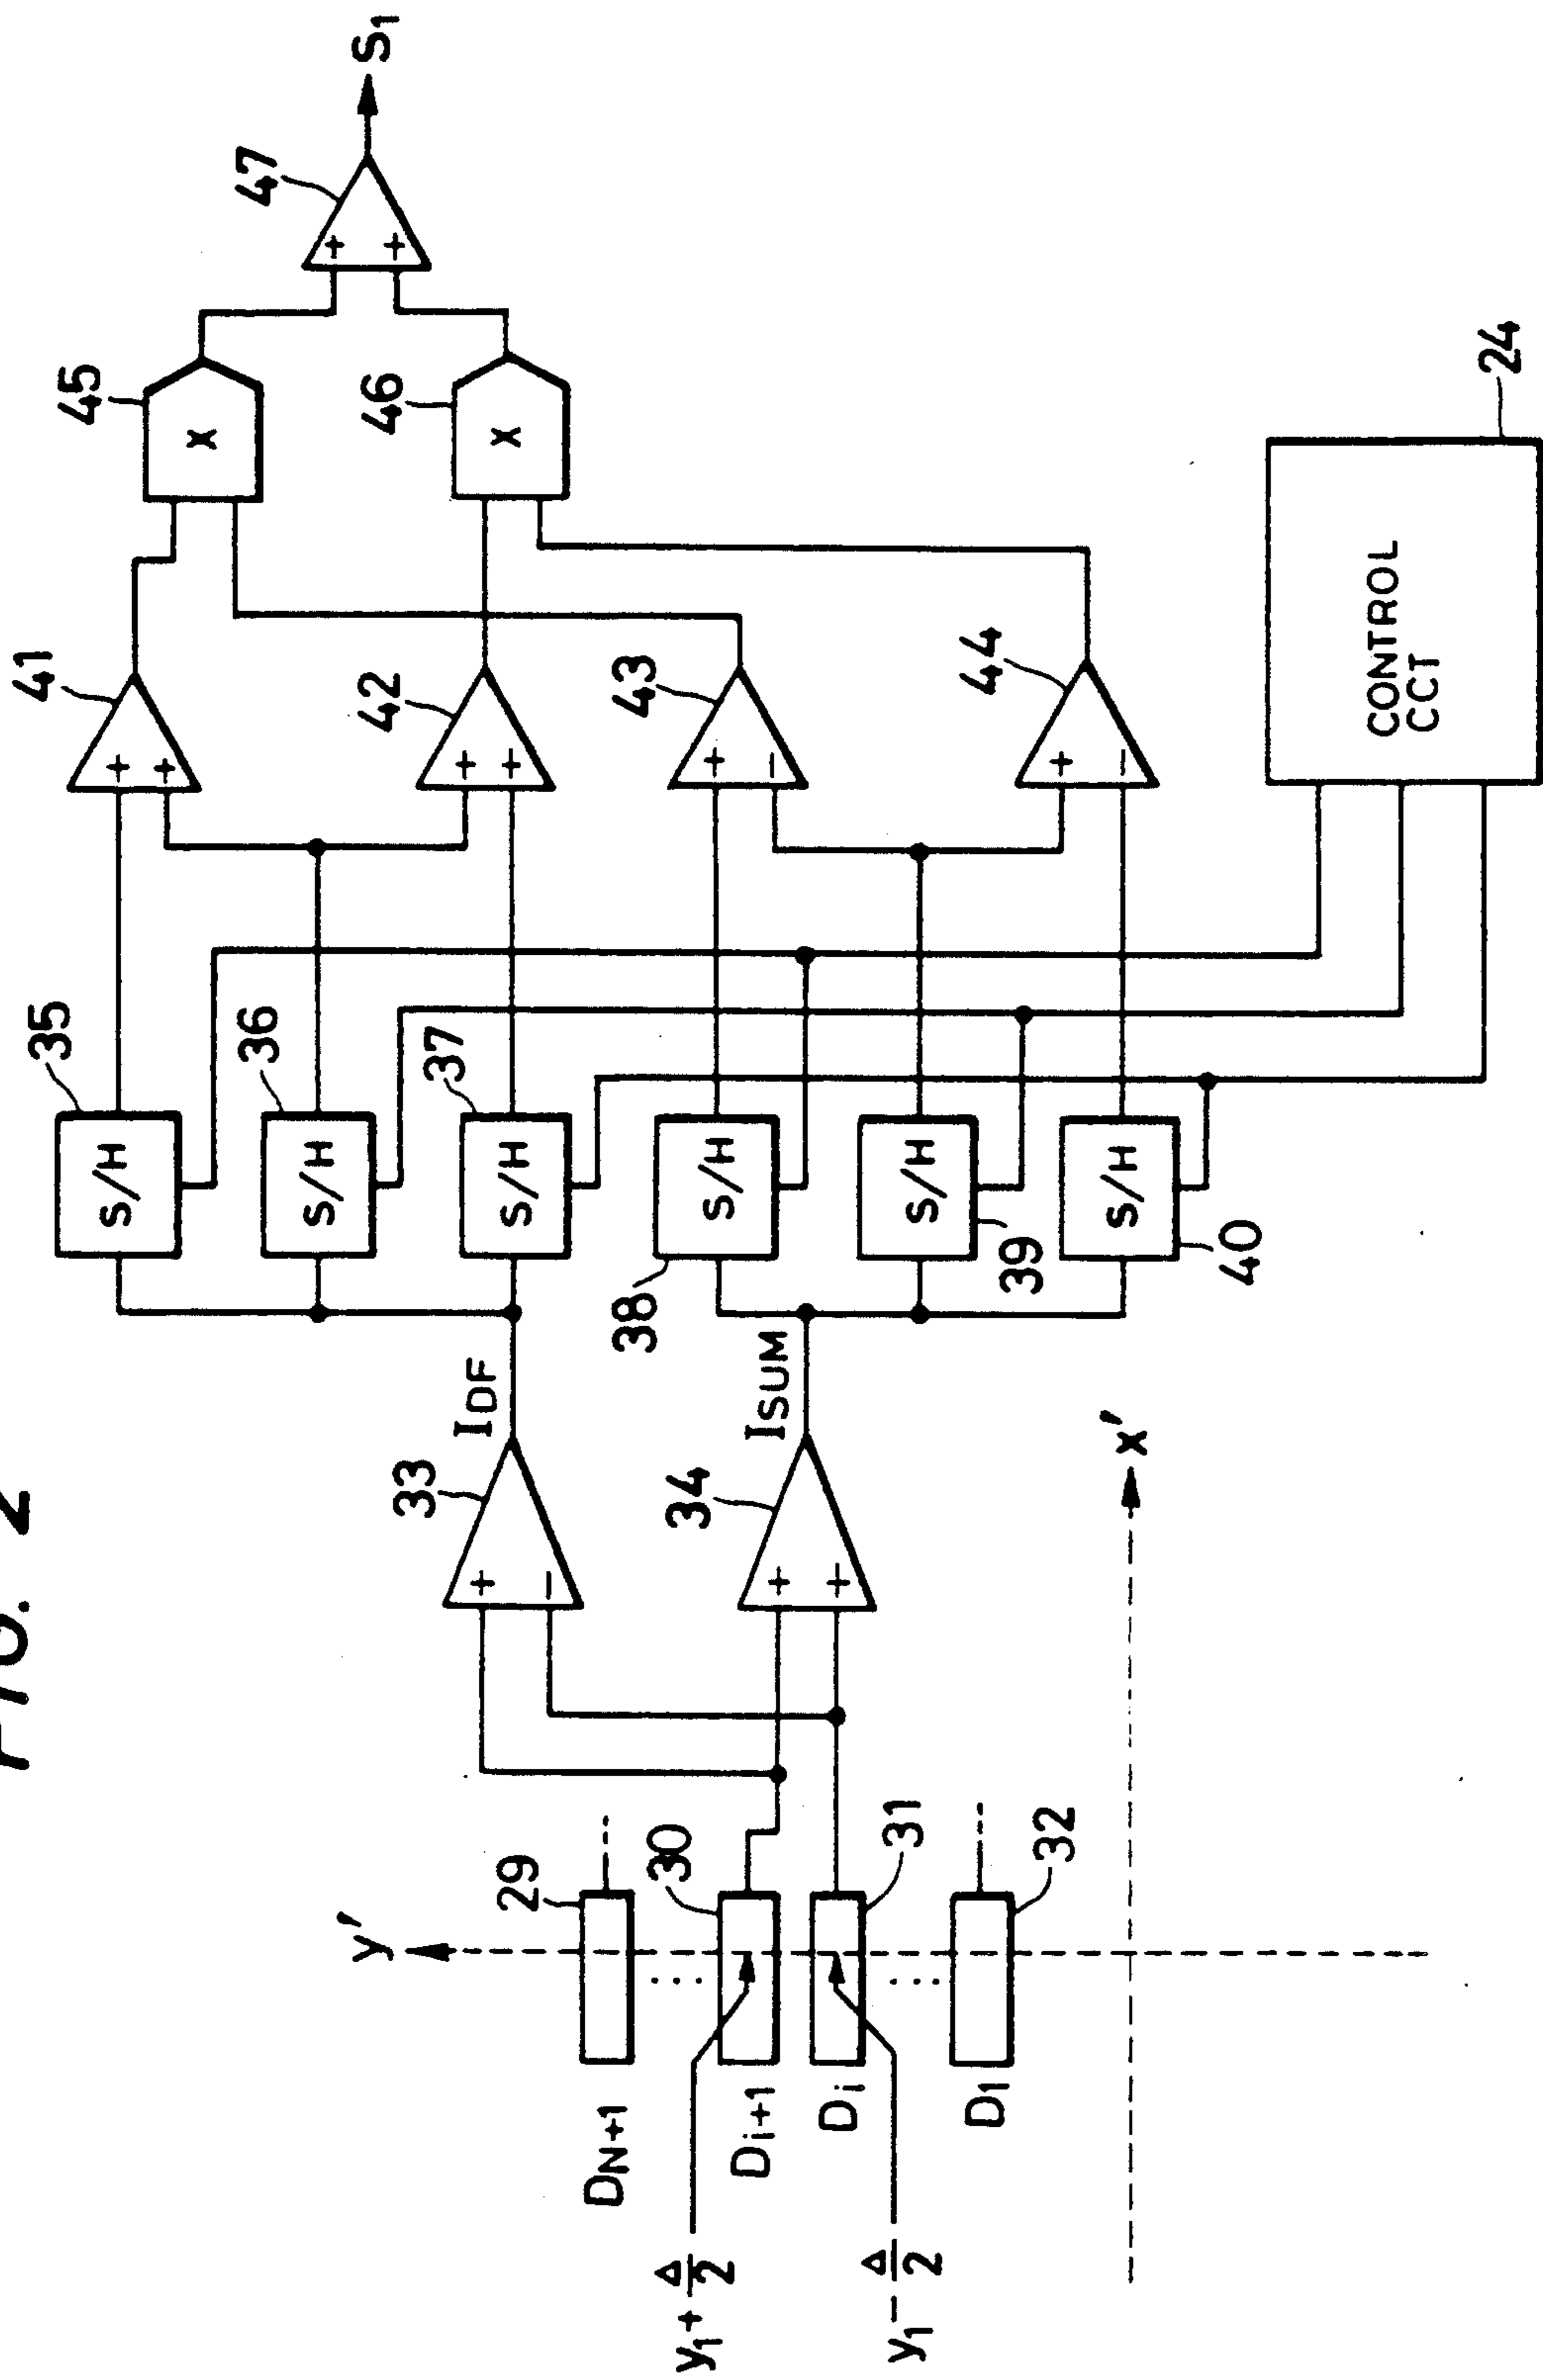 FIG. 2
29
y'
DN+1
y1 + Δ/2
30
Di+1
31
Di
y1 − Δ/2
32
D1
x'
33
+
−
IDF
34
+
+
ISUM
35
S/H
36
S/H
37
S/H
38
S/H
39
S/H
40
S/H
41
+
+
42
+
+
43
+
−
44
+
−
45
X
46
X
47
+
+
S1
24
CONTROL
CCT